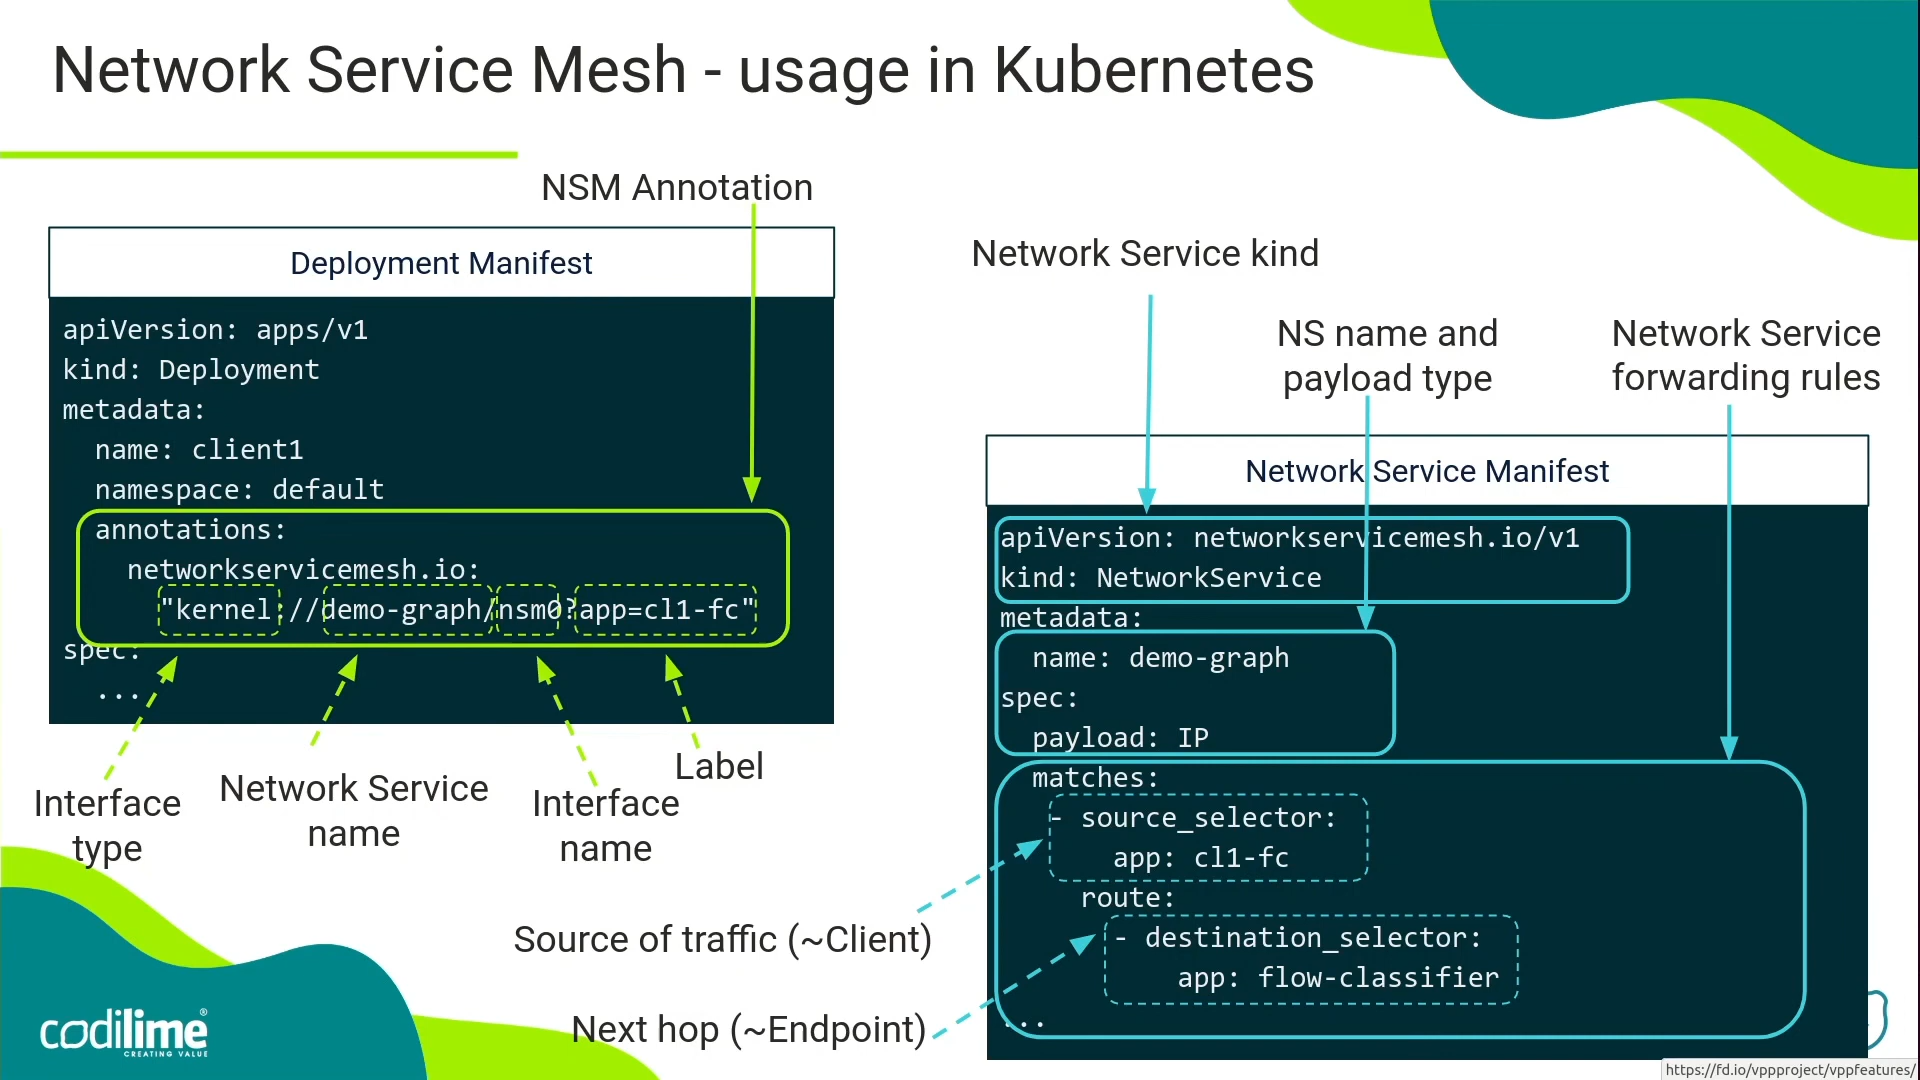 Network Service Mesh - usage in Kubernetes
NSM Annotation
Deployment Manifest
apiVersion: apps/v1
kind: Deployment
metadata:
  name: client1
  namespace: default
  annotations:
    networkservicemesh.io:
      "kernel://demo-graph/nsm0?app=cl1-fc"
spec:
  ...
Interface
type
Network Service
name
Interface
name
Label
Network Service kind
NS name and
payload type
Network Service
forwarding rules
Network Service Manifest
apiVersion: networkservicemesh.io/v1
kind: NetworkService
metadata:
  name: demo-graph
spec:
  payload: IP
  matches:
   - source_selector:
       app: cl1-fc
     route:
       - destination_selector:
           app: flow-classifier
...
Source of traffic (~Client)
Next hop (~Endpoint)
codilime®
CREATING VALUE
https://fd.io/vppproject/vppfeatures/